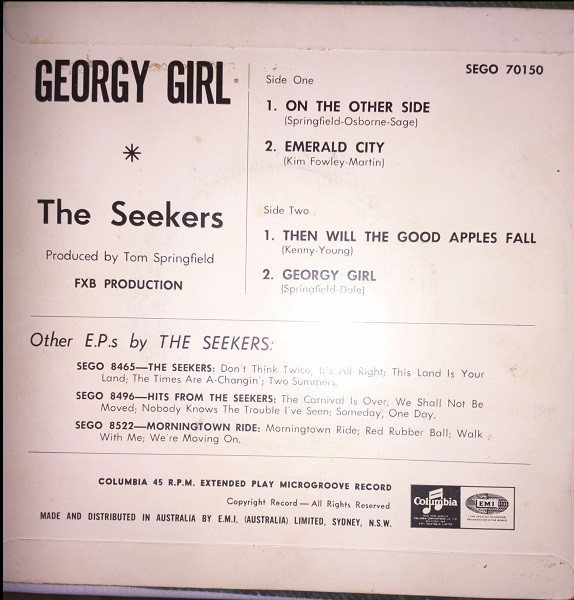 GEORGY GIRL
*
The Seekers
Produced by Tom Springfield
FXB PRODUCTION
SEGO 70150
Side One
1. ON THE OTHER SIDE
(Springfield-Osborne-Sage)
2. EMERALD CITY
(Kim Fowley-Martin)
Side Two
1. THEN WILL THE GOOD APPLES FALL
(Kenny-Young)
2. GEORGY GIRL
(Springfield-Dale)
Other E.P.s by THE SEEKERS:
SEGO 8465—THE SEEKERS: Don't Think Twice, It's All Right; This Land Is Your
Land; The Times Are A-Changin'; Two Summers.
SEGO 8496—HITS FROM THE SEEKERS: The Carnival Is Over; We Shall Not Be
Moved; Nobody Knows The Trouble I've Seen; Someday, One Day.
SEGO 8522—MORNINGTOWN RIDE: Morningtown Ride; Red Rubber Ball; Walk
With Me; We're Moving On.
COLUMBIA 45 R.P.M. EXTENDED PLAY MICROGROOVE RECORD
Copyright Record — All Rights Reserved
MADE AND DISTRIBUTED IN AUSTRALIA BY E.M.I. (AUSTRALIA) LIMITED, SYDNEY, N.S.W.
Columbia
EMI